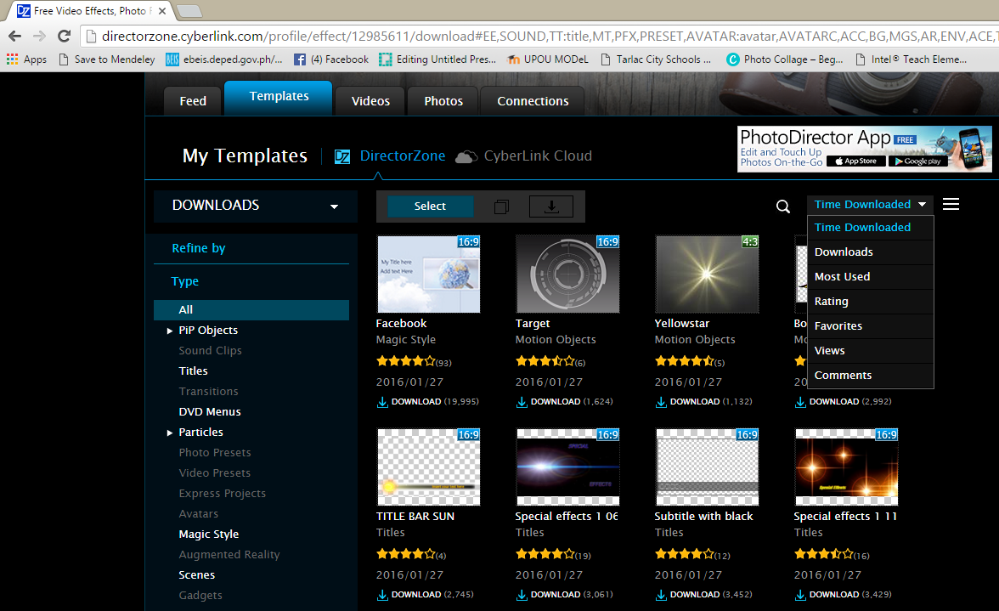 Free Video Effects, Photo F
directorzone.cyberlink.com/profile/effect/12985611/download#EE,SOUND,TT:title,MT,PFX,PRESET,AVATAR:avatar,AVATARC,ACC,BG,MGS,AR,ENV,ACE,T
Apps Save to Mendeley BEIS ebeis.deped.gov.ph/... (4) Facebook Editing Untitled Pres... UPOU MODeL Tarlac City Schools ... Photo Collage – Beg... Intel® Teach Eleme...
Feed Templates Videos Photos Connections
PhotoDirector App FREE
Edit and Touch Up
Photos On-the-Go App Store Google play
My Templates DZ DirectorZone CyberLink Cloud
DOWNLOADS Select Time Downloaded
Time Downloaded
Downloads
Most Used
Rating
Favorites
Views
Comments
Refine by
Type
All
PiP Objects
Sound Clips
Titles
Transitions
DVD Menus
Particles
Photo Presets
Video Presets
Express Projects
Avatars
Magic Style
Augmented Reality
Scenes
Gadgets
16:9 16:9 4:3
My Title here
Add text Here
Facebook Target Yellowstar Bo
Magic Style Motion Objects Motion Objects Mo
(93) (6) (5)
2016/01/27 2016/01/27 2016/01/27 20
DOWNLOAD (19,995) DOWNLOAD (1,624) DOWNLOAD (1,132) DOWNLOAD (2,992)
16:9 16:9 16:9 16:9
SPECIAL
EFFECTS
Special Effects
TITLE BAR SUN Special effects 1 06 Subtitle with black Special effects 1 11
Titles Titles Titles Titles
(4) (19) (12) (16)
2016/01/27 2016/01/27 2016/01/27 2016/01/27
DOWNLOAD (2,745) DOWNLOAD (3,061) DOWNLOAD (3,452) DOWNLOAD (3,429)